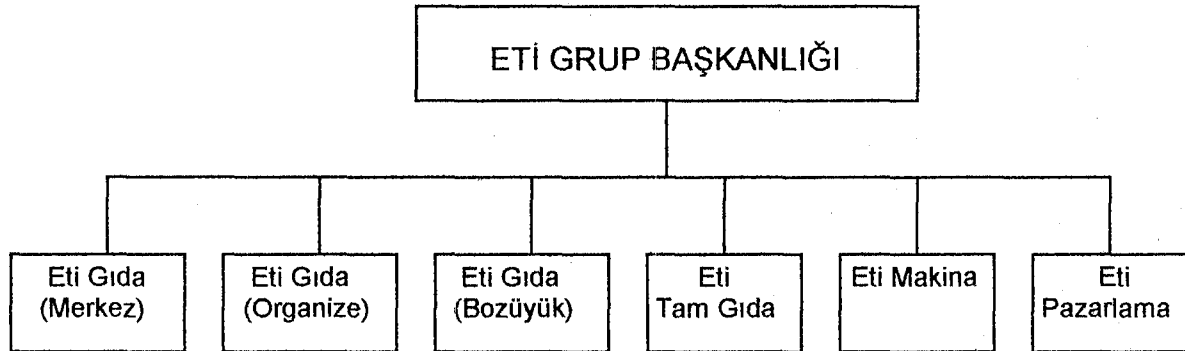 ETİ GRUP BAŞKANLIĞI
Eti Gıda
(Merkez)
Eti Gıda
(Organize)
Eti Gıda
(Bozüyük)
Eti
Tam Gıda
Eti Makina
Eti
Pazarlama